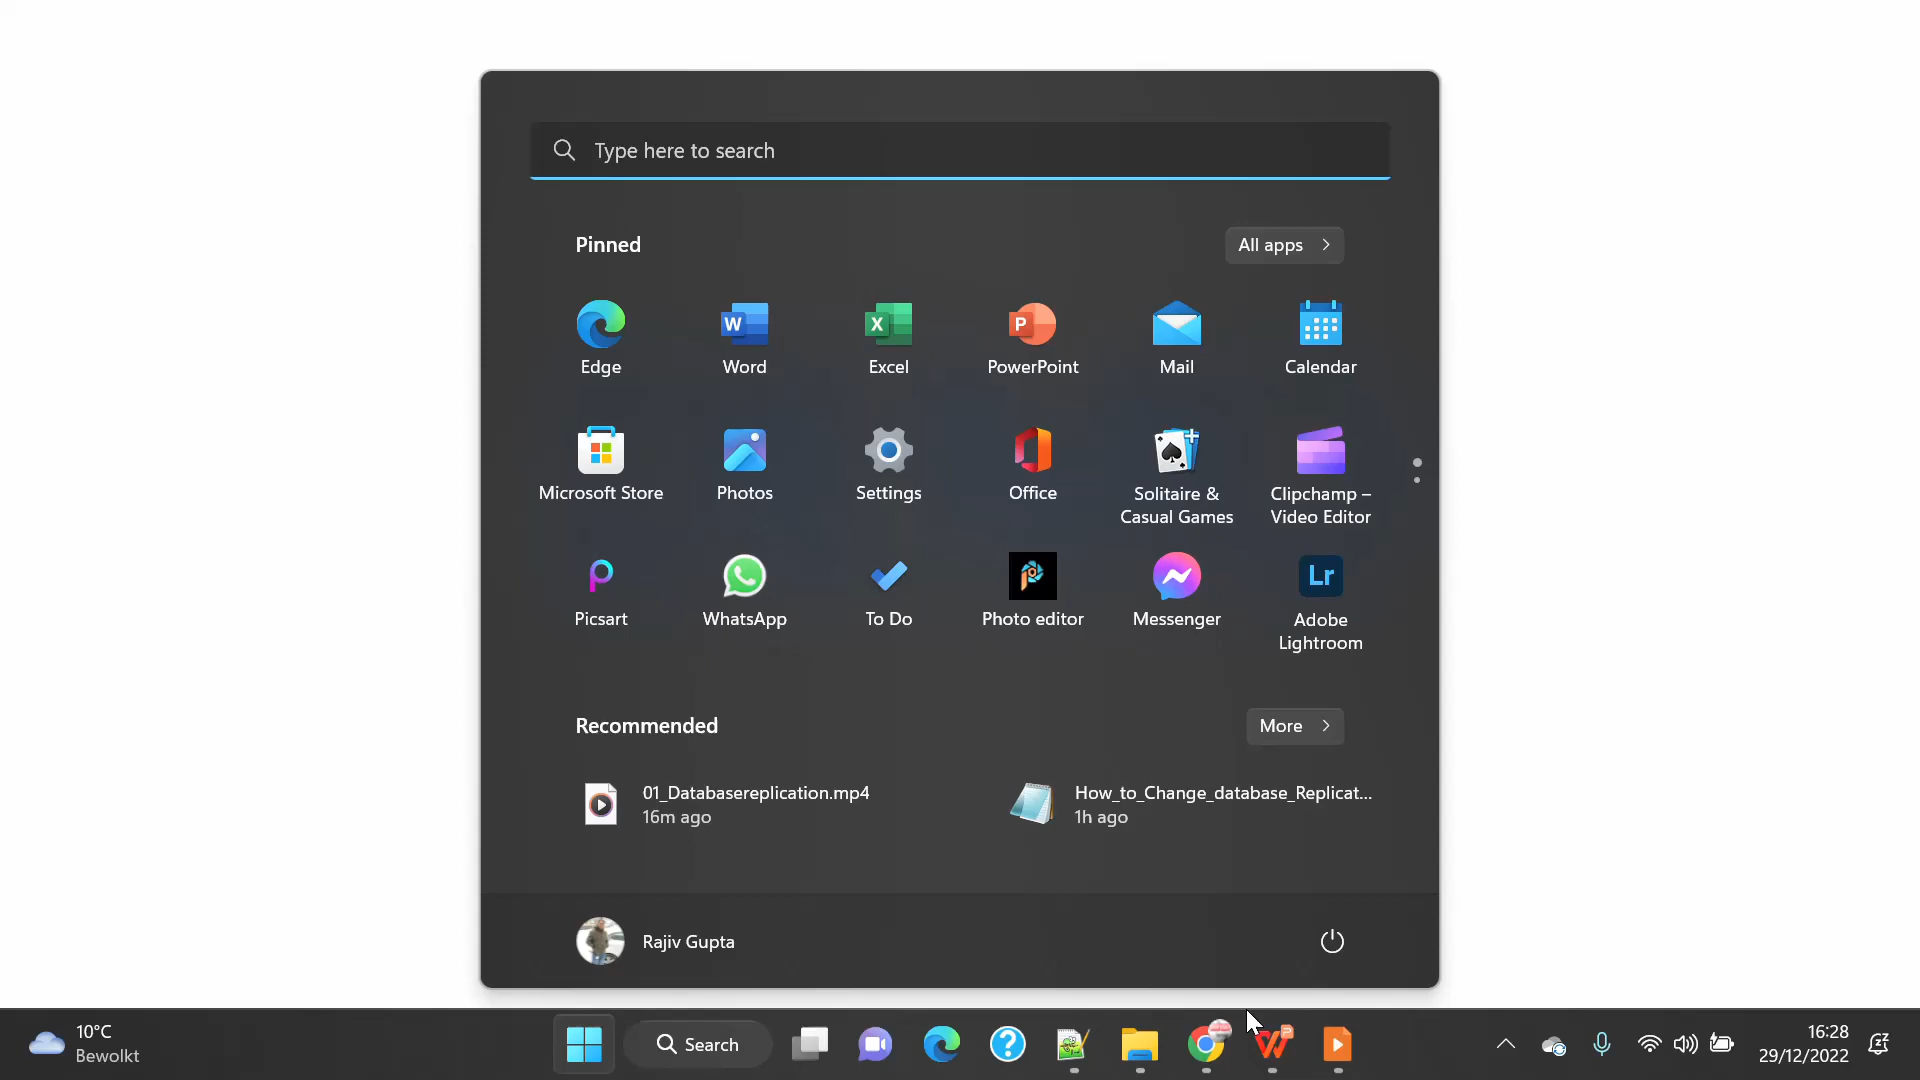 Type here to search
Pinned
All apps
Edge
Word
Excel
PowerPoint
Mail
Calendar
Microsoft Store
Photos
Settings
Office
Solitaire &
Casual Games
Clipchamp –
Video Editor
Picsart
WhatsApp
To Do
Photo editor
Messenger
Lr
Adobe
Lightroom
Recommended
More
01_Databasereplication.mp4
16m ago
How_to_Change_database_Replicat...
1h ago
Rajiv Gupta
10°C
Bewolkt
Search
16:28
29/12/2022